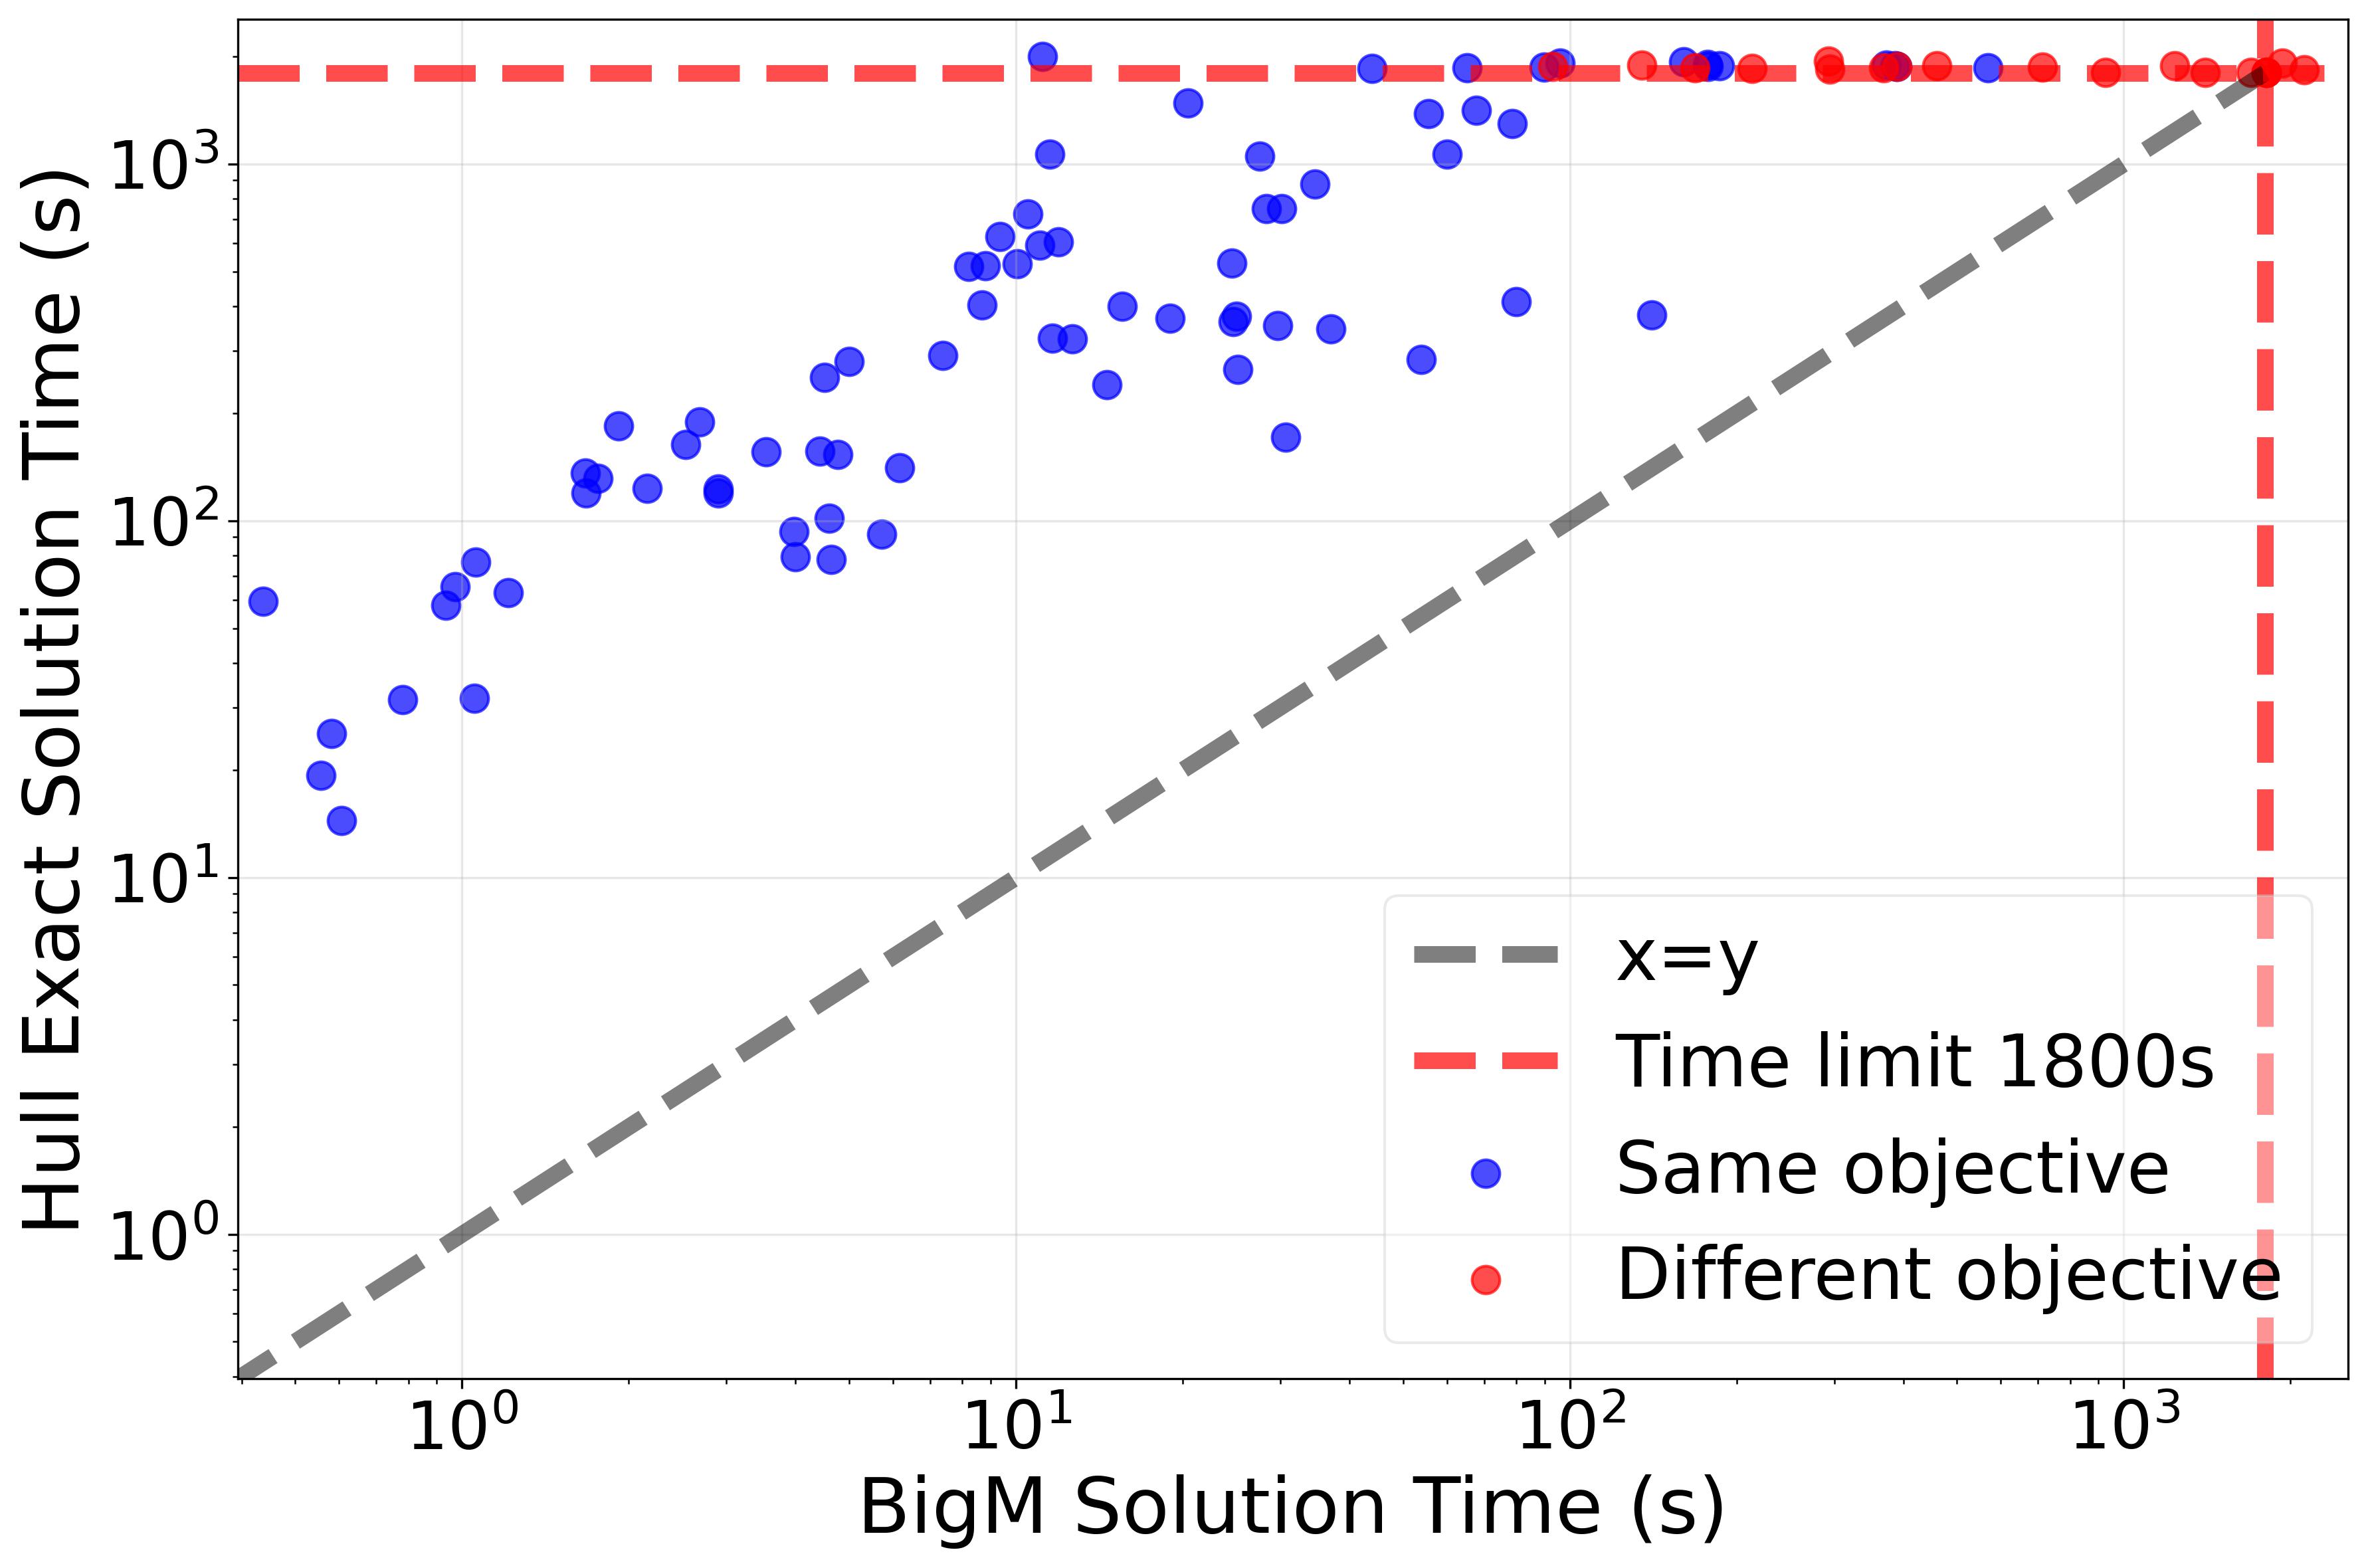 Hull Exact Solution Time (s)
10³
10²
10¹
10⁰
x=y
Time limit 1800s
Same objective
Different objective
10⁰ 10¹ 10² 10³
BigM Solution Time (s)